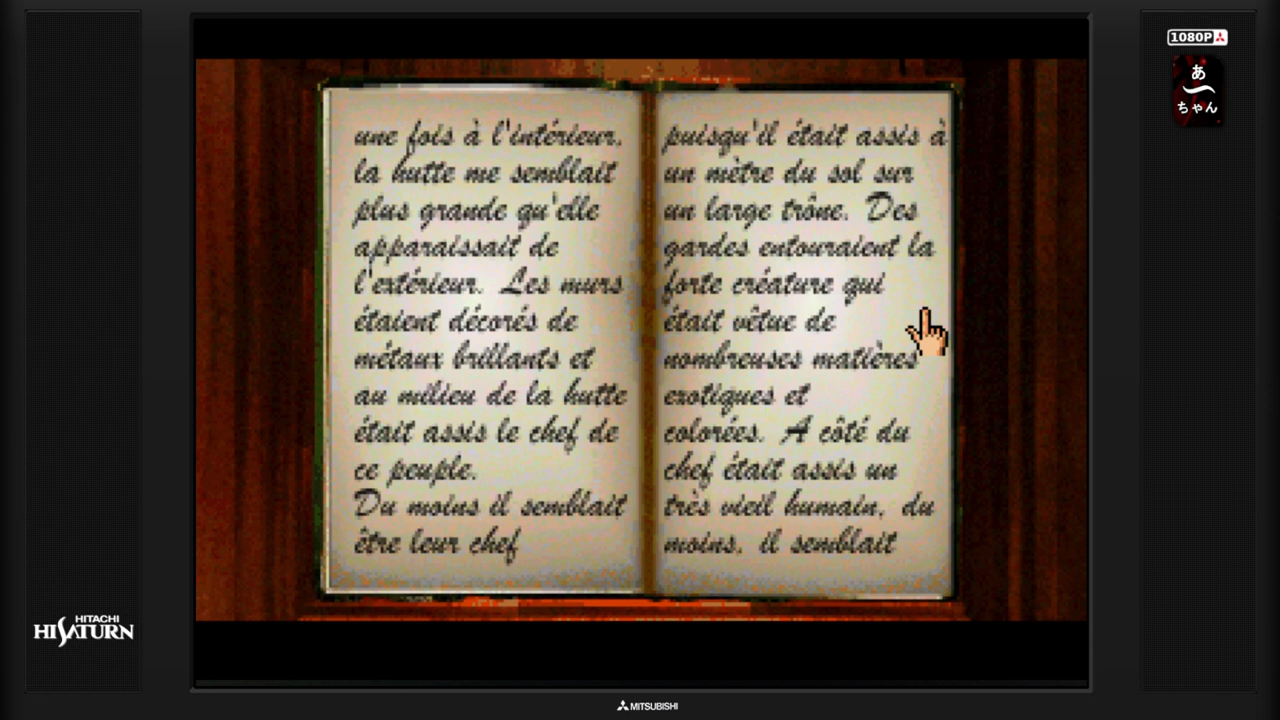 une fois à l'intérieur,
la hutte me semblait
plus grande qu'elle
apparaissait de
l'extérieur. Les murs
étaient décorés de
métaux brillants et
au milieu de la hutte
était assis le chef de
ce peuple.
Du moins il semblait
être leur chef
puisqu'il était assis à
un mètre du sol sur
un large trône. Des
gardes entouraient la
forte créature qui
était vêtue de
nombreuses matières
exotiques et
colorées. A côté du
chef était assis un
très vieil humain, du
moins, il semblait
1080P
あ
ー
ちゃん
HITACHI
HISATURN
MITSUBISHI